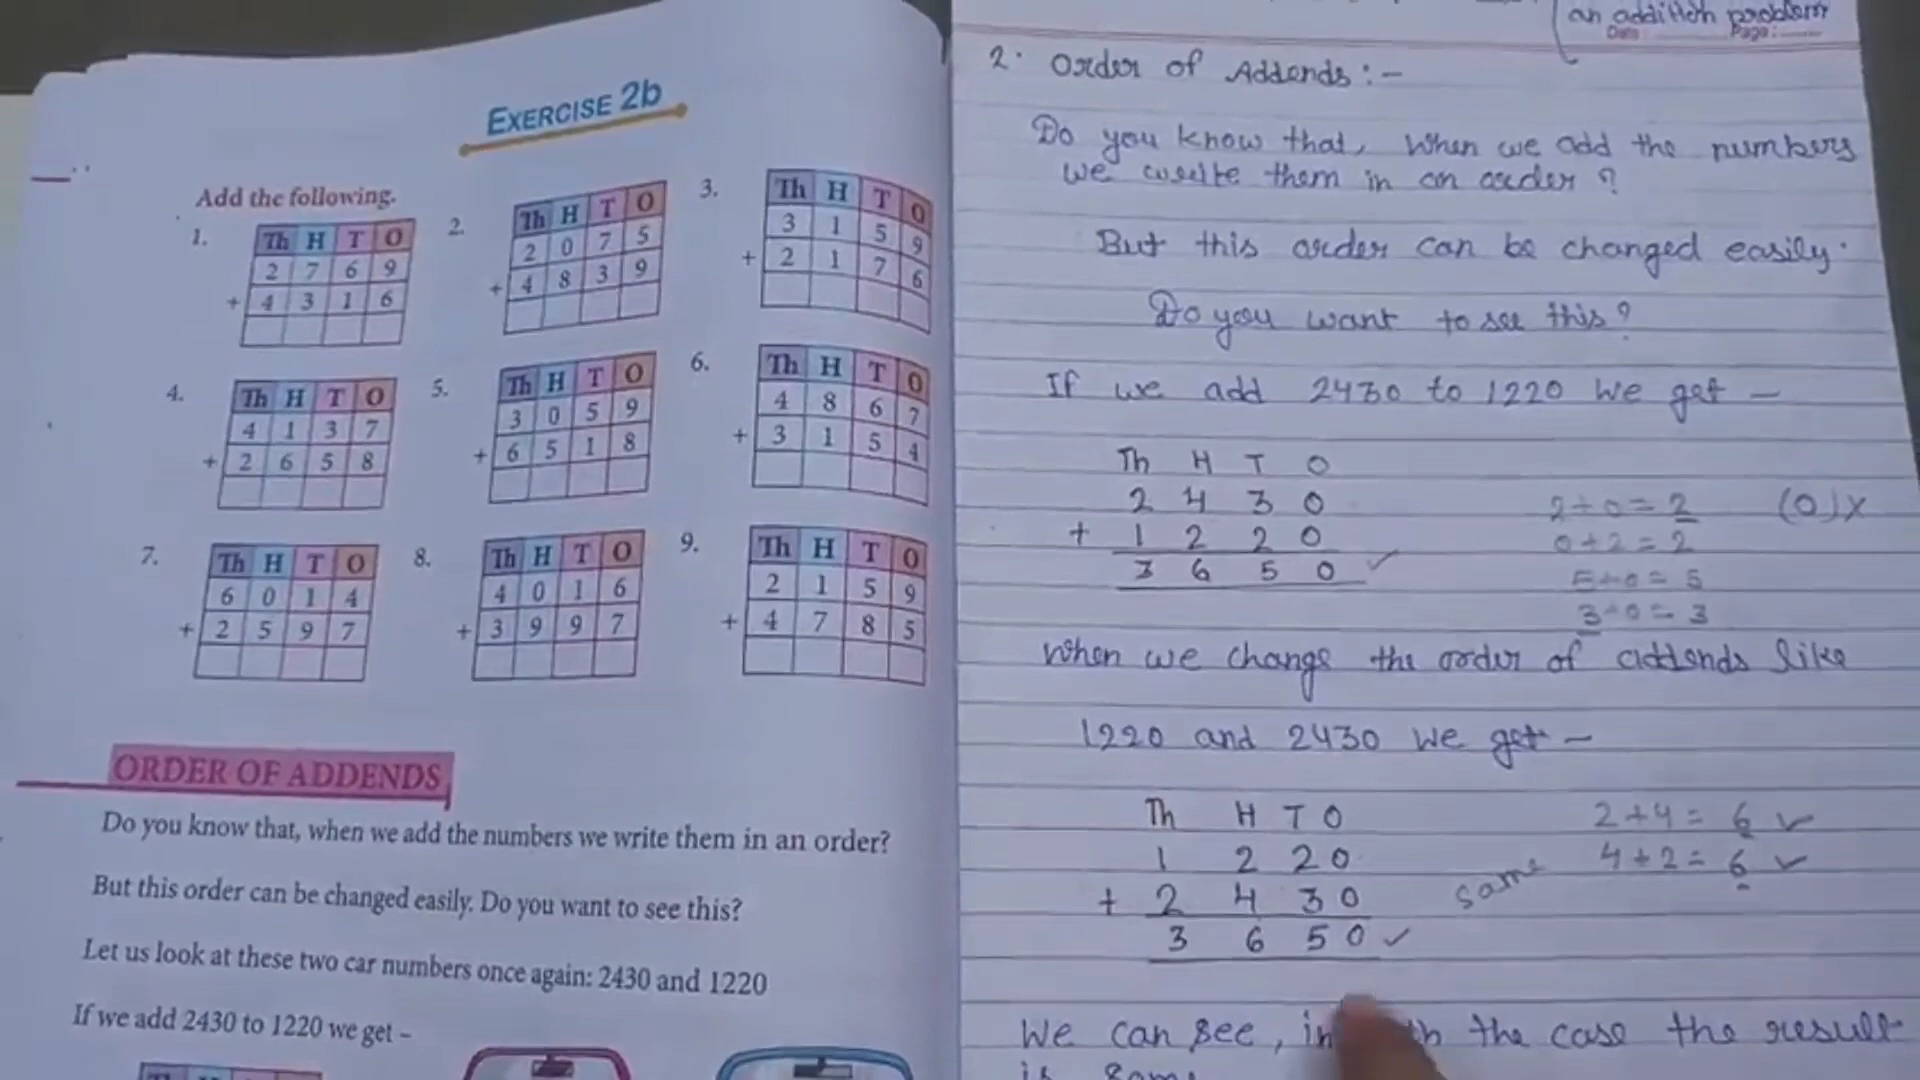 EXERCISE 2b
Add the following.
1.
Th H T O
2 7 6 9
+ 4 3 1 6
2.
Th H T O
2 0 7 5
+ 4 8 3 9
3.
Th H T O
3 1 5 9
+ 2 1 7 6
4.
Th H T O
4 1 3 7
+ 2 6 5 8
5.
Th H T O
3 0 5 9
+ 6 5 1 8
6.
Th H T O
4 8 6 7
+ 3 1 5 4
7.
Th H T O
6 0 1 4
+ 2 5 9 7
8.
Th H T O
4 0 1 6
+ 3 9 9 7
9.
Th H T O
2 1 5 9
+ 4 7 8 5
ORDER OF ADDENDS
Do you know that, when we add the numbers we write them in an order?
But this order can be changed easily. Do you want to see this?
Let us look at these two car numbers once again: 2430 and 1220
If we add 2430 to 1220 we get –
an addition problem
Date : Page :
2. Order of Addends :-
Do you know that, When we add the numbers
we write them in an order ?
But this order can be changed easily.
Do you want to see this?
If we add 2430 to 1220 we get -
Th H T O
2 4 3 0
+ 1 2 2 0
3 6 5 0 ✓
2+0=2 (0)x
0+2=2
5+0=5
3+0=3
When we change the order of addends like
1220 and 2430 we get -
Th H T O
1 2 2 0
+ 2 4 3 0
3 6 5 0 ✓
same
2+4=6 ✓
4+2=6 ✓
We can see, in the case the result
is same